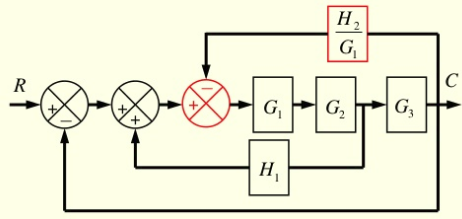 H₂
G₁
R + − + + + − G₁ G₂ G₃ C
H₁